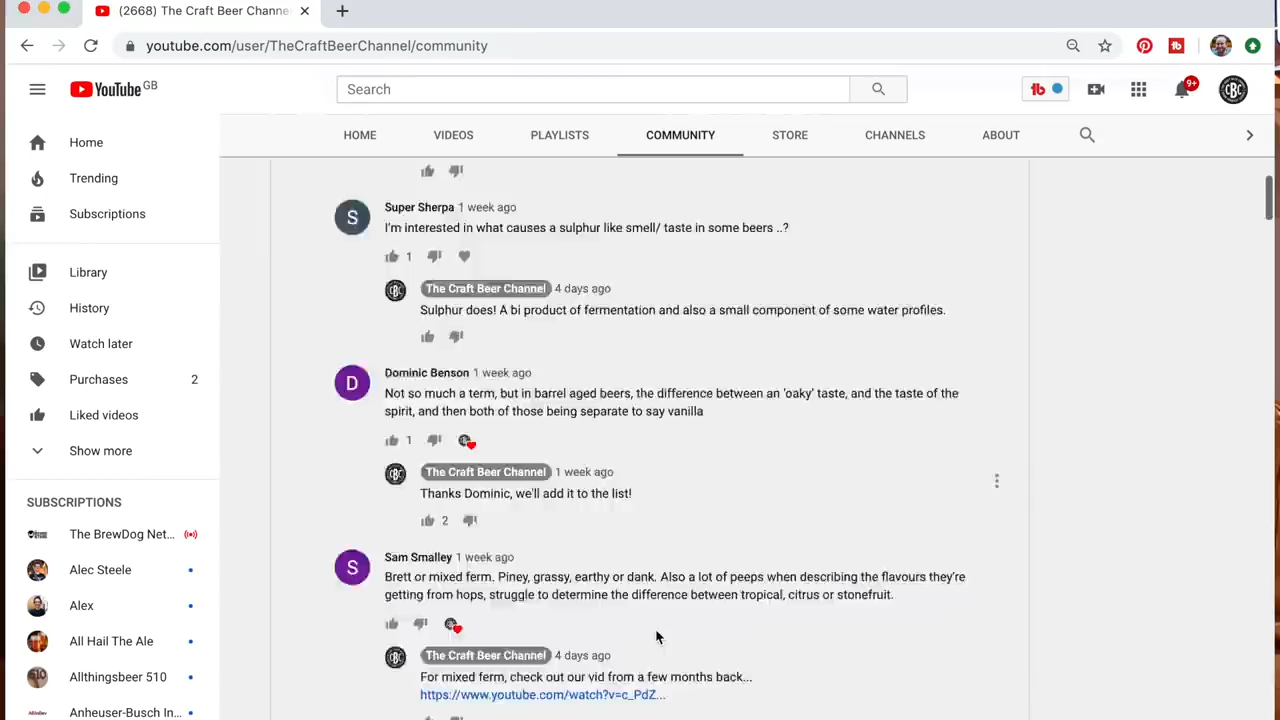 (2668) The Craft Beer Channe
youtube.com/user/TheCraftBeerChannel/community
YouTube GB
Search
tb
9+
CBC
HOME VIDEOS PLAYLISTS COMMUNITY STORE CHANNELS ABOUT
Home
Trending
Subscriptions
Library
History
Watch later
Purchases 2
Liked videos
Show more
SUBSCRIPTIONS
The BrewDog Net...
Alec Steele
Alex
All Hail The Ale
Allthingsbeer 510
Anheuser-Busch In...
S
Super Sherpa 1 week ago
I'm interested in what causes a sulphur like smell/ taste in some beers ..?
1
The Craft Beer Channel 4 days ago
Sulphur does! A bi product of fermentation and also a small component of some water profiles.
D
Dominic Benson 1 week ago
Not so much a term, but in barrel aged beers, the difference between an 'oaky' taste, and the taste of the
spirit, and then both of those being separate to say vanilla
1
The Craft Beer Channel 1 week ago
Thanks Dominic, we'll add it to the list!
2
S
Sam Smalley 1 week ago
Brett or mixed ferm. Piney, grassy, earthy or dank. Also a lot of peeps when describing the flavours they're
getting from hops, struggle to determine the difference between tropical, citrus or stonefruit.
The Craft Beer Channel 4 days ago
For mixed ferm, check out our vid from a few months back...
https://www.youtube.com/watch?v=c_PdZ...